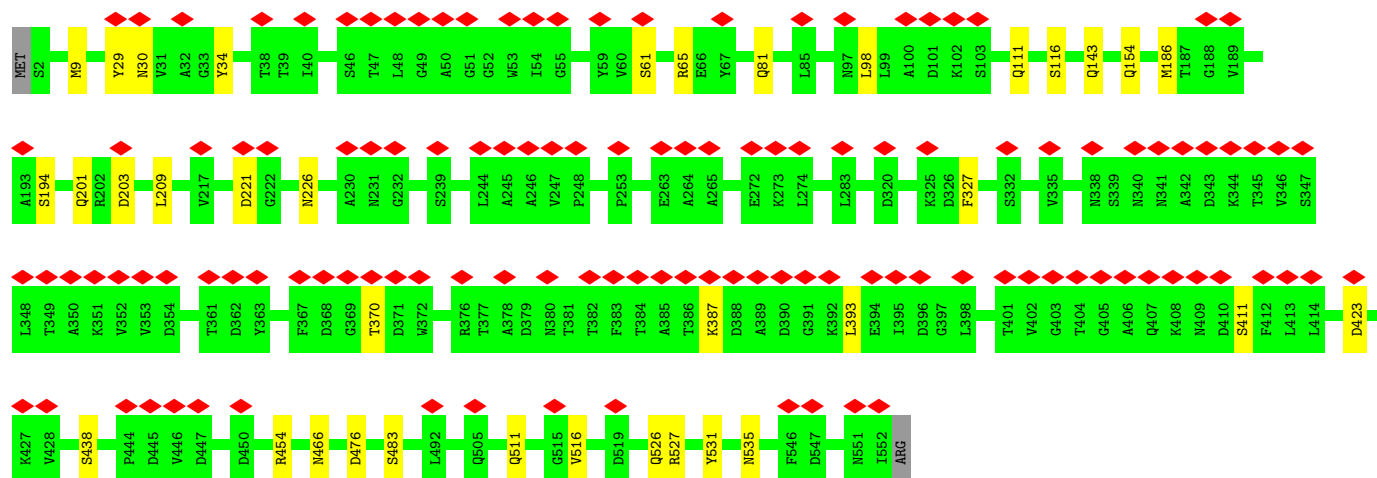 MET S2 M9 Y29 N30 V31 A32 G33 Y34 T38 T39 I40 S46 T47 L48 G49 A50 G51 G52 W53 I54 G55 Y59 V60 S61 R65 E66 Y67 Q81 L85 N97 L98 L99 A100 D101 K102 S103 Q111 S116 Q143 Q154 M186 T187 G188 V189
A193 S194 Q201 R202 D203 L209 V217 D221 G222 N226 A230 N231 G232 S239 L244 A245 A246 V247 P248 P253 E263 A264 A265 E272 K273 L274 L283 D320 K325 D326 F327 S332 V335 N338 S339 N340 N341 A342 D343 K344 T345 V346 S347
L348 T349 A350 K351 V352 V353 D354 T361 D362 Y363 F367 D368 G369 T370 D371 W372 R376 T377 A378 D379 N380 T381 T382 F383 T384 A385 T386 K387 D388 A389 D390 G391 K392 L393 E394 I395 D396 G397 L398 T401 V402 G403 T404 G405 A406 Q407 K408 N409 D410 S411 F412 L413 L414 D423
K427 V428 S438 P444 D445 V446 D447 D450 R454 N466 D476 S483 L492 Q505 Q511 G515 V516 D519 Q526 R527 Y531 N535 F546 D547 N551 I552 ARG